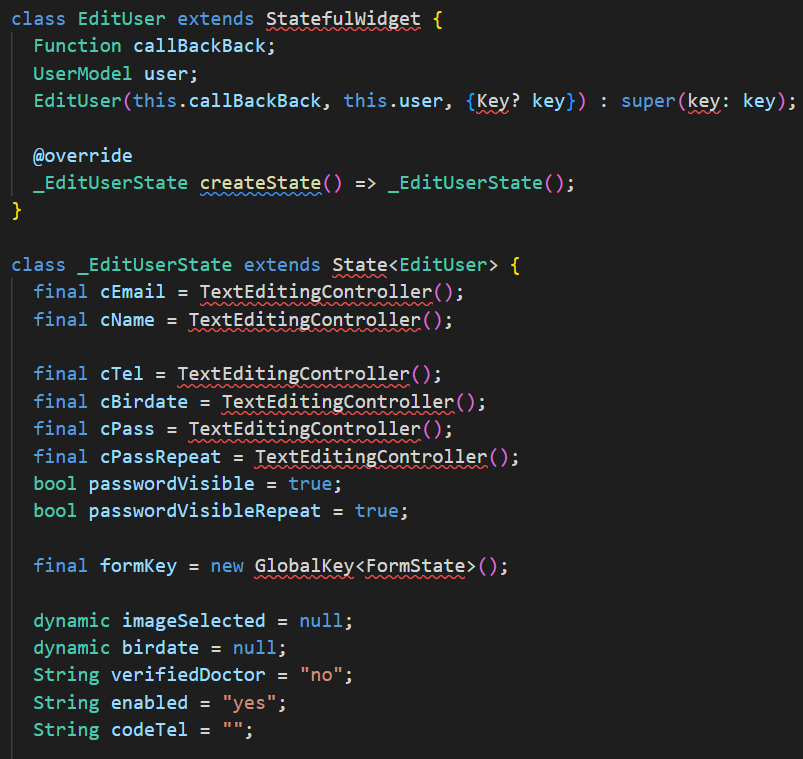 class EditUser extends StatefulWidget {
  Function callBackBack;
  UserModel user;
  EditUser(this.callBackBack, this.user, {Key? key}) : super(key: key);

  @override
  _EditUserState createState() => _EditUserState();
}

class _EditUserState extends State<EditUser> {
  final cEmail = TextEditingController();
  final cName = TextEditingController();

  final cTel = TextEditingController();
  final cBirdate = TextEditingController();
  final cPass = TextEditingController();
  final cPassRepeat = TextEditingController();
  bool passwordVisible = true;
  bool passwordVisibleRepeat = true;

  final formKey = new GlobalKey<FormState>();

  dynamic imageSelected = null;
  dynamic birdate = null;
  String verifiedDoctor = "no";
  String enabled = "yes";
  String codeTel = "";